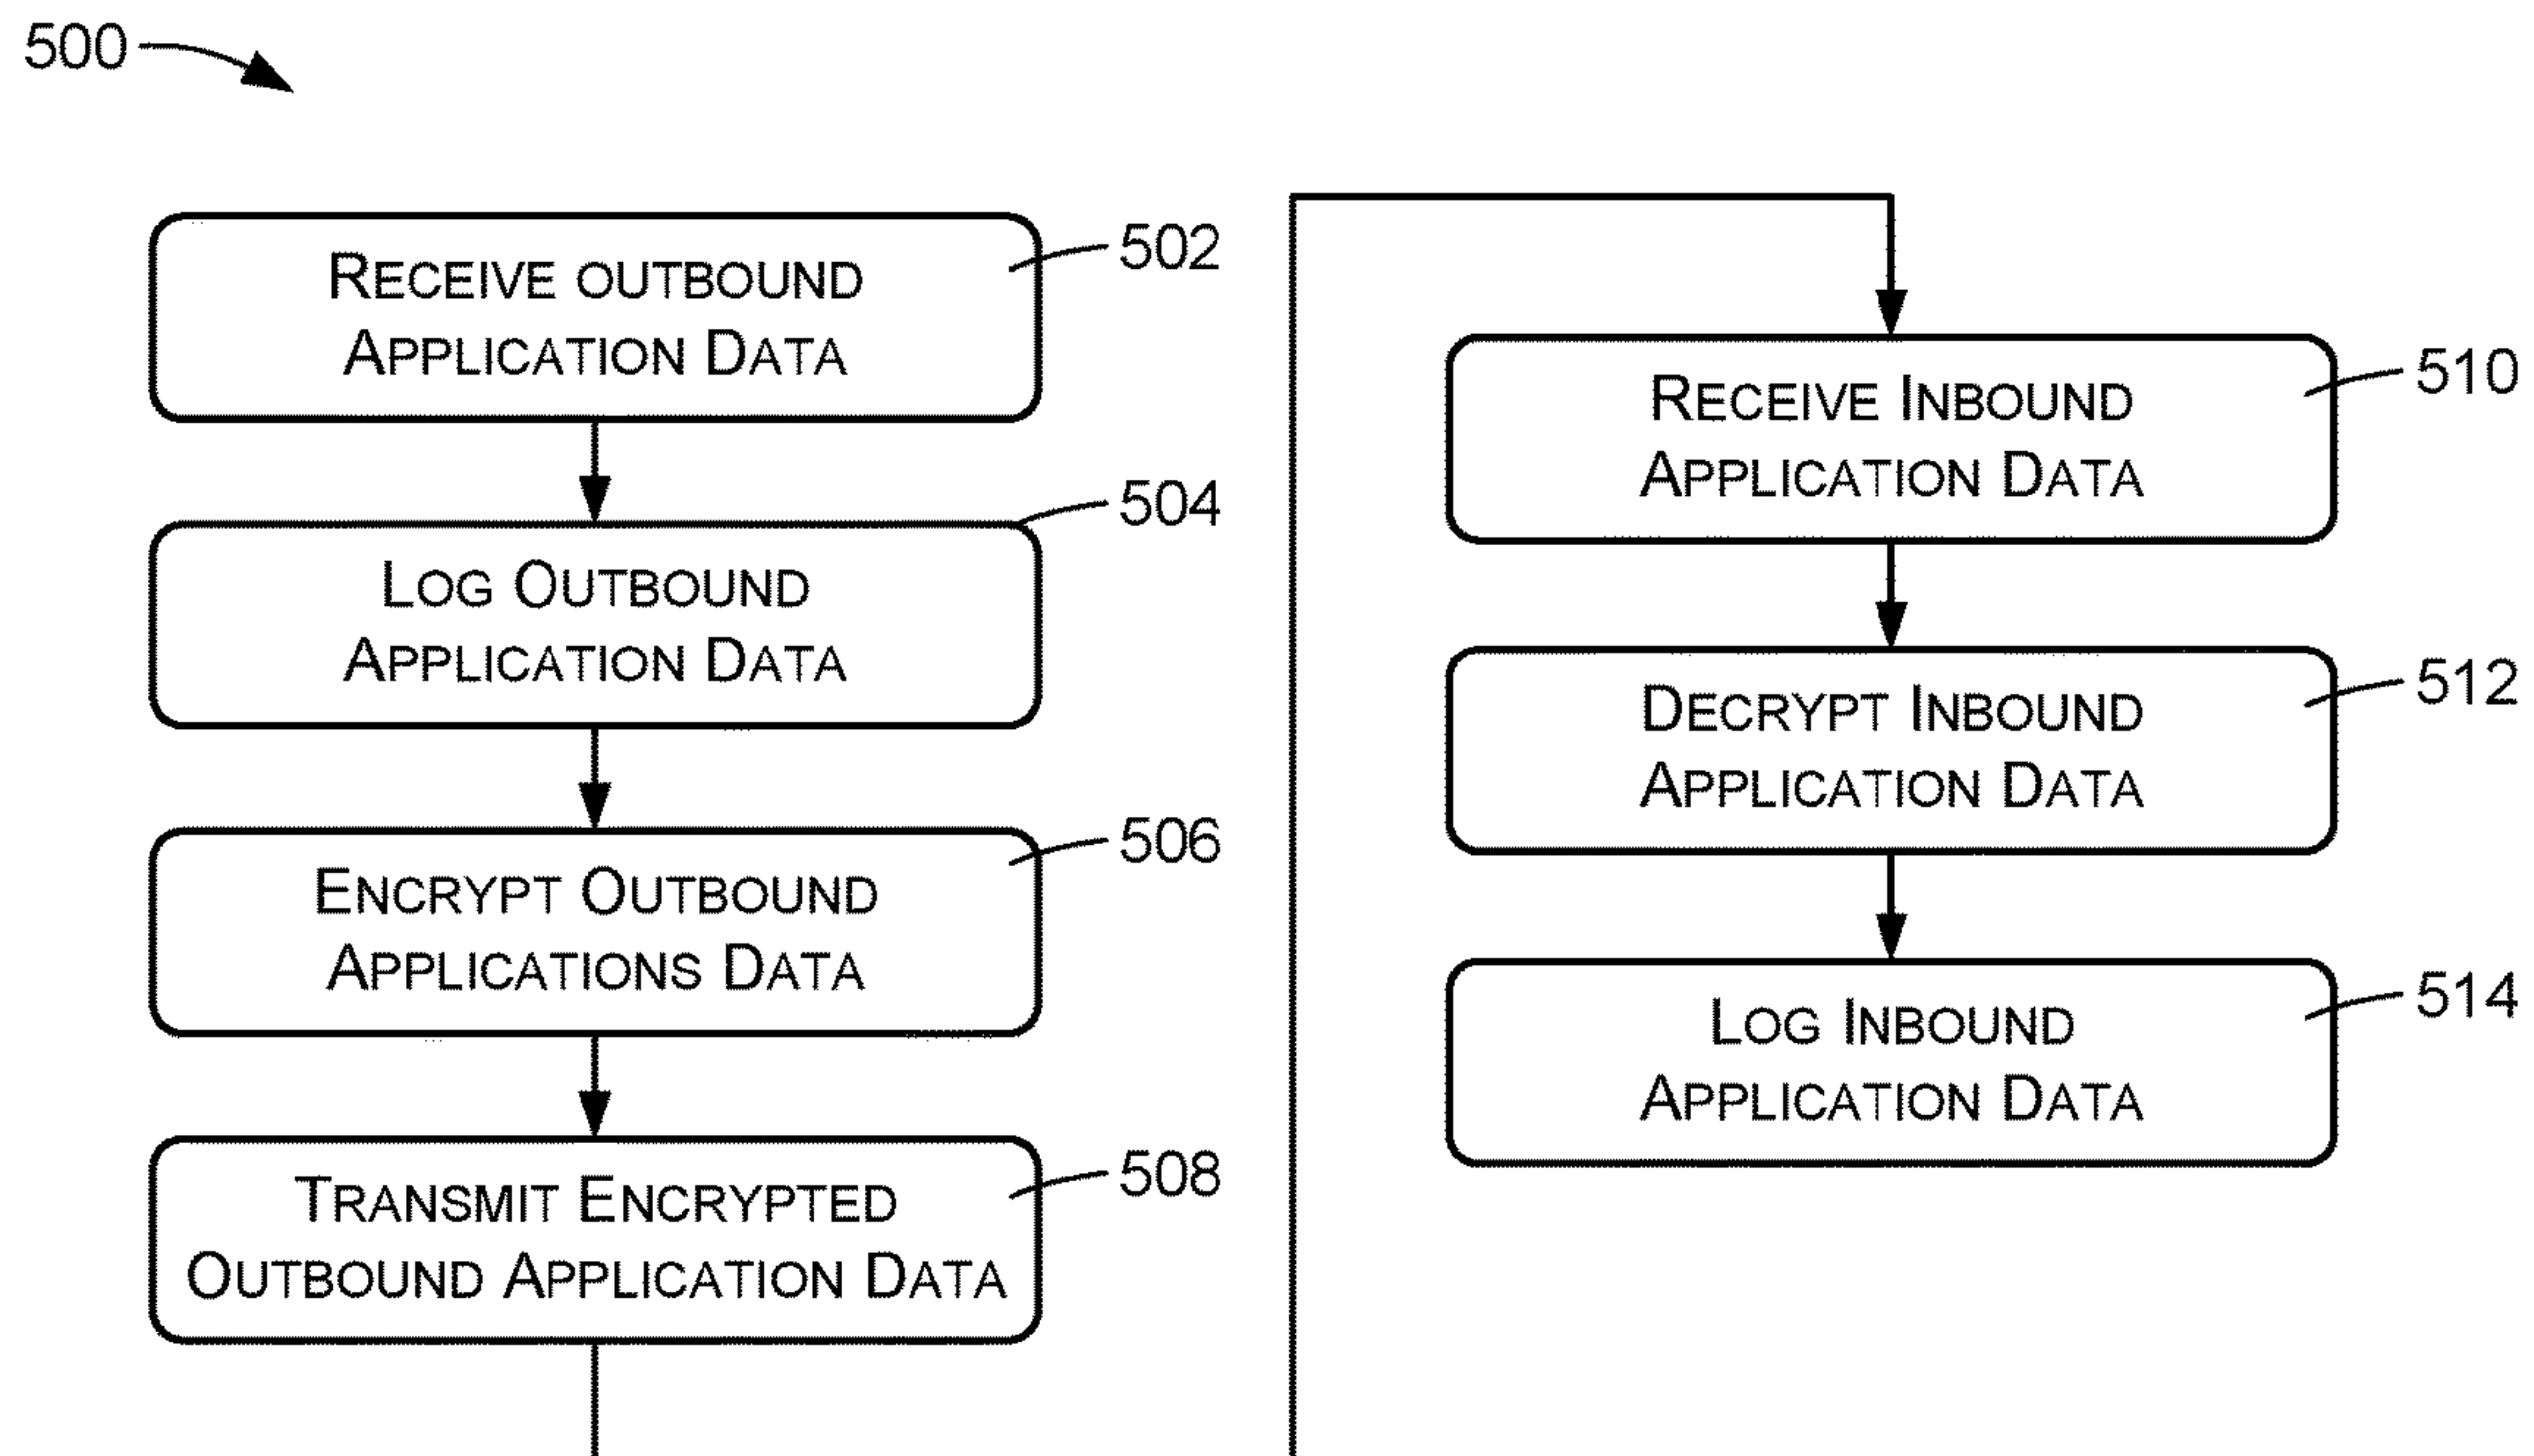 500
RECEIVE OUTBOUND
APPLICATION DATA
502
LOG OUTBOUND
APPLICATION DATA
504
ENCRYPT OUTBOUND
APPLICATIONS DATA
506
TRANSMIT ENCRYPTED
OUTBOUND APPLICATION DATA
508
RECEIVE INBOUND
APPLICATION DATA
510
DECRYPT INBOUND
APPLICATION DATA
512
LOG INBOUND
APPLICATION DATA
514